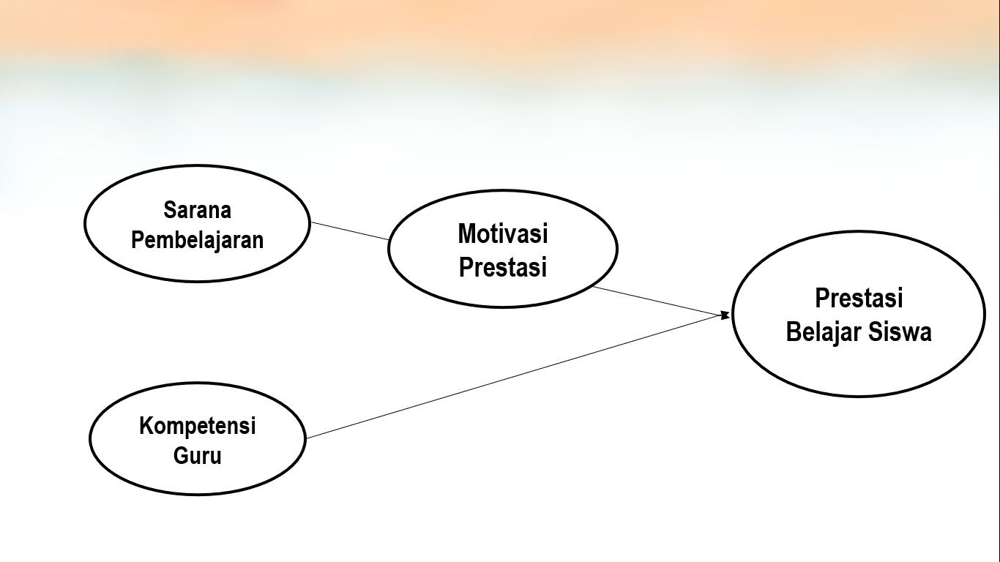 Sarana
Pembelajaran
Motivasi
Prestasi
Prestasi
Belajar Siswa
Kompetensi
Guru